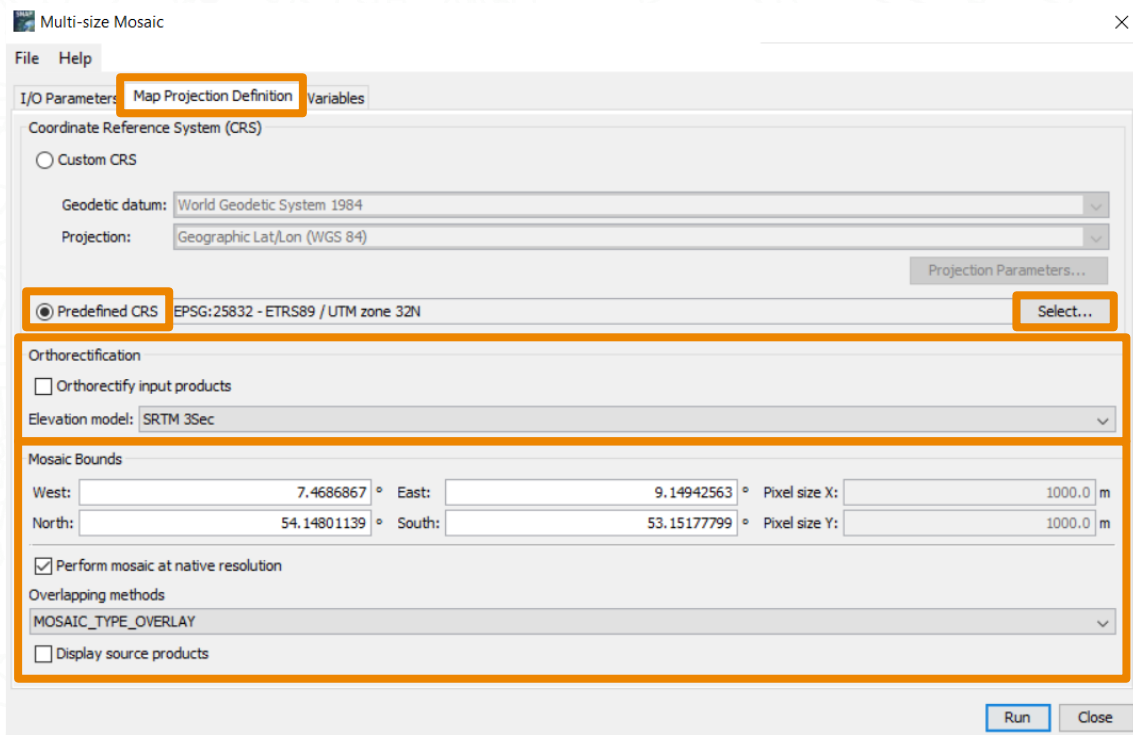 Multi-size Mosaic
File Help
I/O Parameters Map Projection Definition Variables
Coordinate Reference System (CRS)
Custom CRS
Geodetic datum: World Geodetic System 1984
Projection: Geographic Lat/Lon (WGS 84)
Projection Parameters...
Predefined CRS EPSG:25832 - ETRS89 / UTM zone 32N Select...
Orthorectification
Orthorectify input products
Elevation model: SRTM 3Sec
Mosaic Bounds
West: 7.4686867 ° East: 9.14942563 ° Pixel size X: 1000.0 m
North: 54.14801139 ° South: 53.15177799 ° Pixel size Y: 1000.0 m
Perform mosaic at native resolution
Overlapping methods
MOSAIC_TYPE_OVERLAY
Display source products
Run Close